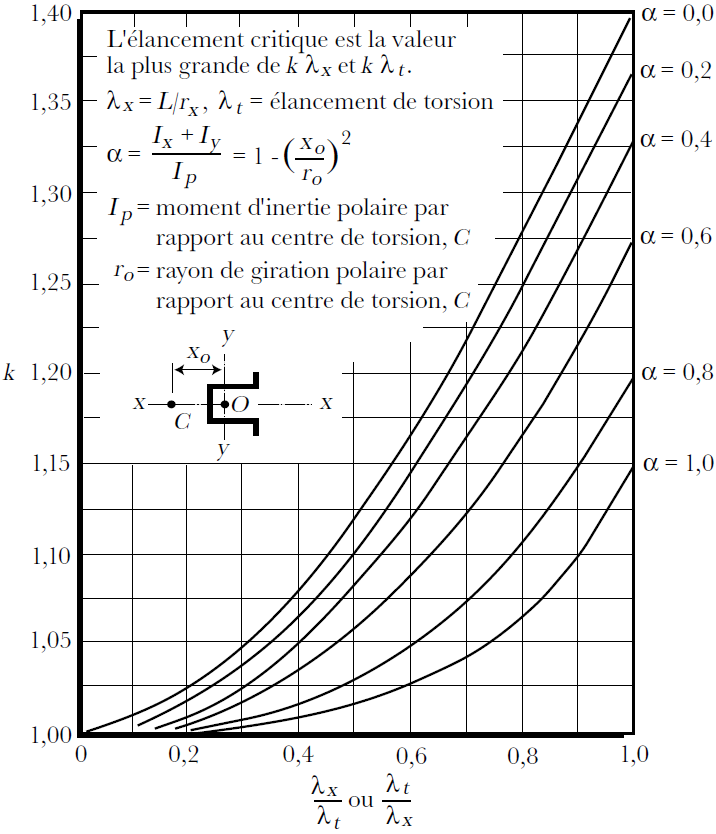 1,40
L'élancement critique est la valeur
la plus grande de k λx et k λt.
λx = L/rx, λt = élancement de torsion
α = (Ix + Iy)/Ip = 1 - (xo/ro)²
Ip = moment d'inertie polaire par
rapport au centre de torsion, C
ro = rayon de giration polaire par
rapport au centre de torsion, C
y
xo
x
C
O
x
y
α = 0,0
α = 0,2
α = 0,4
α = 0,6
α = 0,8
α = 1,0
1,35
1,30
1,25
k
1,20
1,15
1,10
1,05
1,00
0
0,2
0,4
0,6
0,8
1,0
λx/λt ou λt/λx